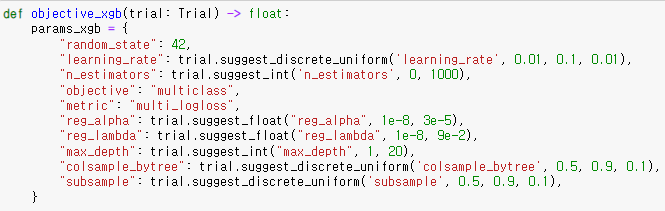 def objective_xgb(trial: Trial) -> float:
    params_xgb = {
        "random_state": 42,
        "learning_rate": trial.suggest_discrete_uniform('learning_rate', 0.01, 0.1, 0.01),
        "n_estimators": trial.suggest_int('n_estimators', 0, 1000),
        "objective": "multiclass",
        "metric": "multi_logloss",
        "reg_alpha": trial.suggest_float("reg_alpha", 1e-8, 3e-5),
        "reg_lambda": trial.suggest_float("reg_lambda", 1e-8, 9e-2),
        "max_depth": trial.suggest_int("max_depth", 1, 20),
        "colsample_bytree": trial.suggest_discrete_uniform('colsample_bytree', 0.5, 0.9, 0.1),
        "subsample": trial.suggest_discrete_uniform('subsample', 0.5, 0.9, 0.1),
    }